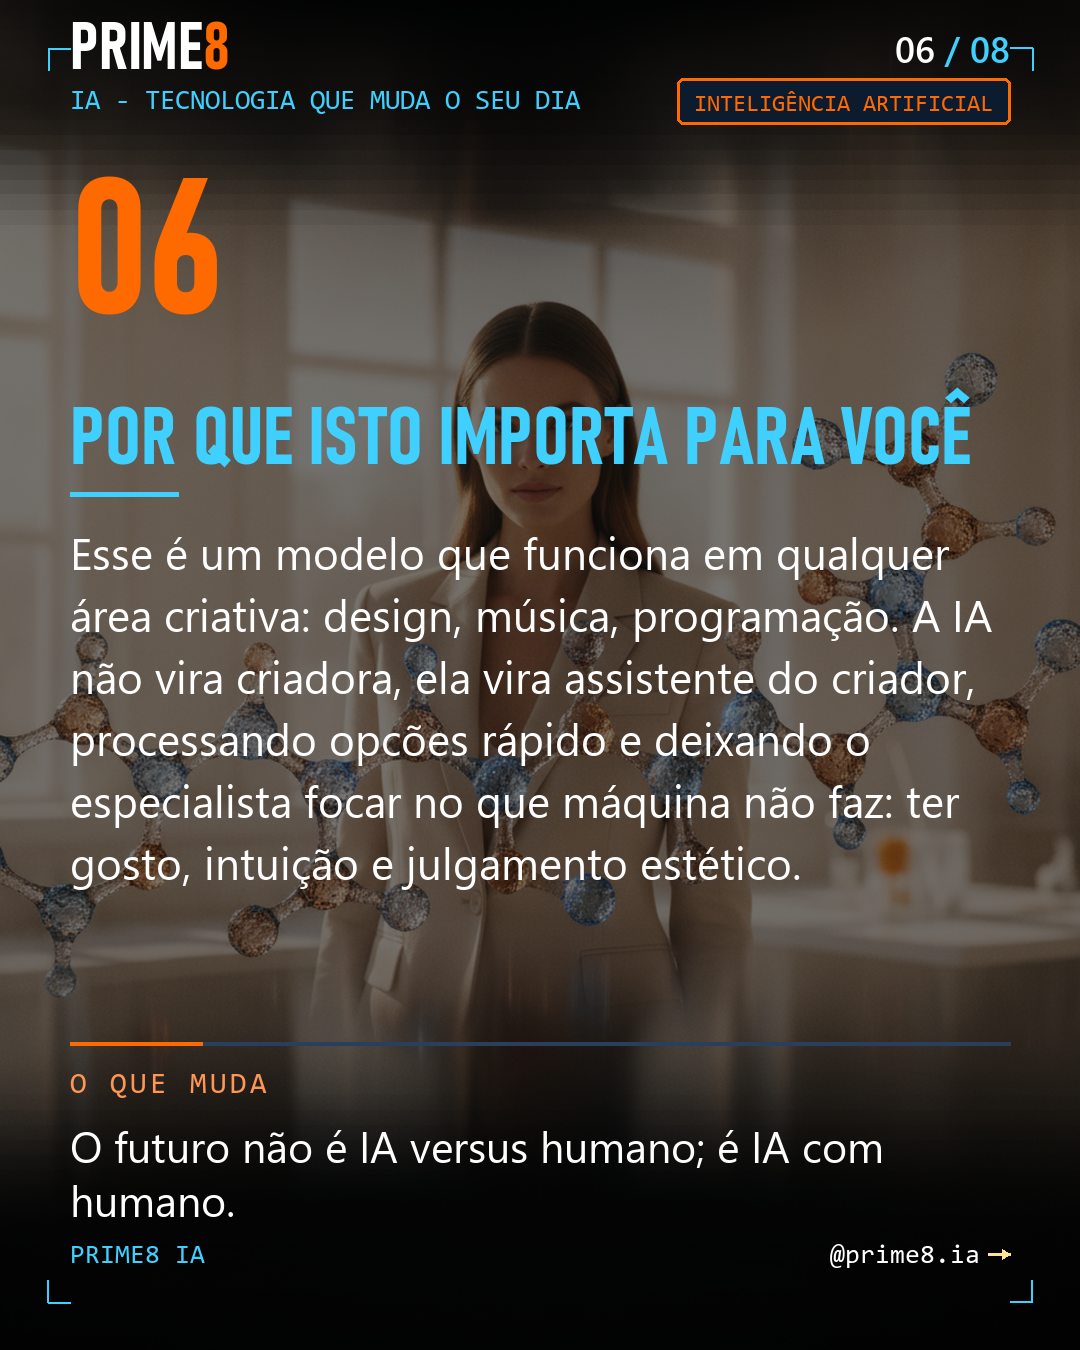 PRIME8
06 / 08
IA - TECNOLOGIA QUE MUDA O SEU DIA
INTELIGÊNCIA ARTIFICIAL
06
POR QUE ISTO IMPORTA PARA VOCÊ
Esse é um modelo que funciona em qualquer
área criativa: design, música, programação. A IA
não vira criadora, ela vira assistente do criador,
processando opcões rápido e deixando o
especialista focar no que máquina não faz: ter
gosto, intuição e julgamento estético.
O QUE MUDA
O futuro não é IA versus humano; é IA com
humano.
PRIME8 IA
@prime8.ia